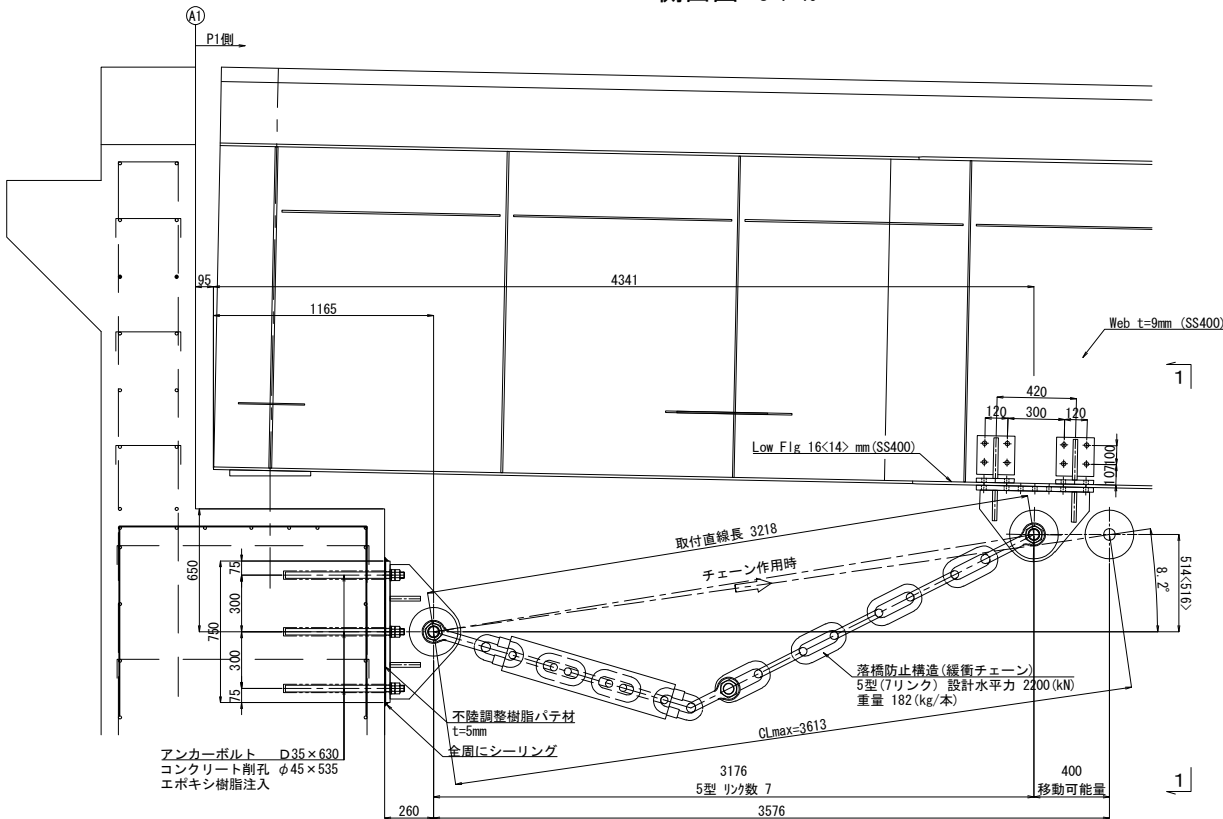 A1
P1側
95
4341
1165
Web t=9mm (SS400)
1
420
120
300
120
100
107
Low Flg 16<14> mm(SS400)
取付直線長 3218
チェーン作用時
514<516>
8.2°
650
75
300
750
300
75
落橋防止構造(緩衝チェーン)
5型(7リンク) 設計水平力 2200(kN)
重量 182(kg/本)
不陸調整樹脂パテ材
t=5mm
全周にシーリング
CLmax=3613
アンカーボルト D35×630
コンクリート削孔 φ45×535
エポキシ樹脂注入
3176
400
5型 リンク数 7
移動可能量
1
260
3576